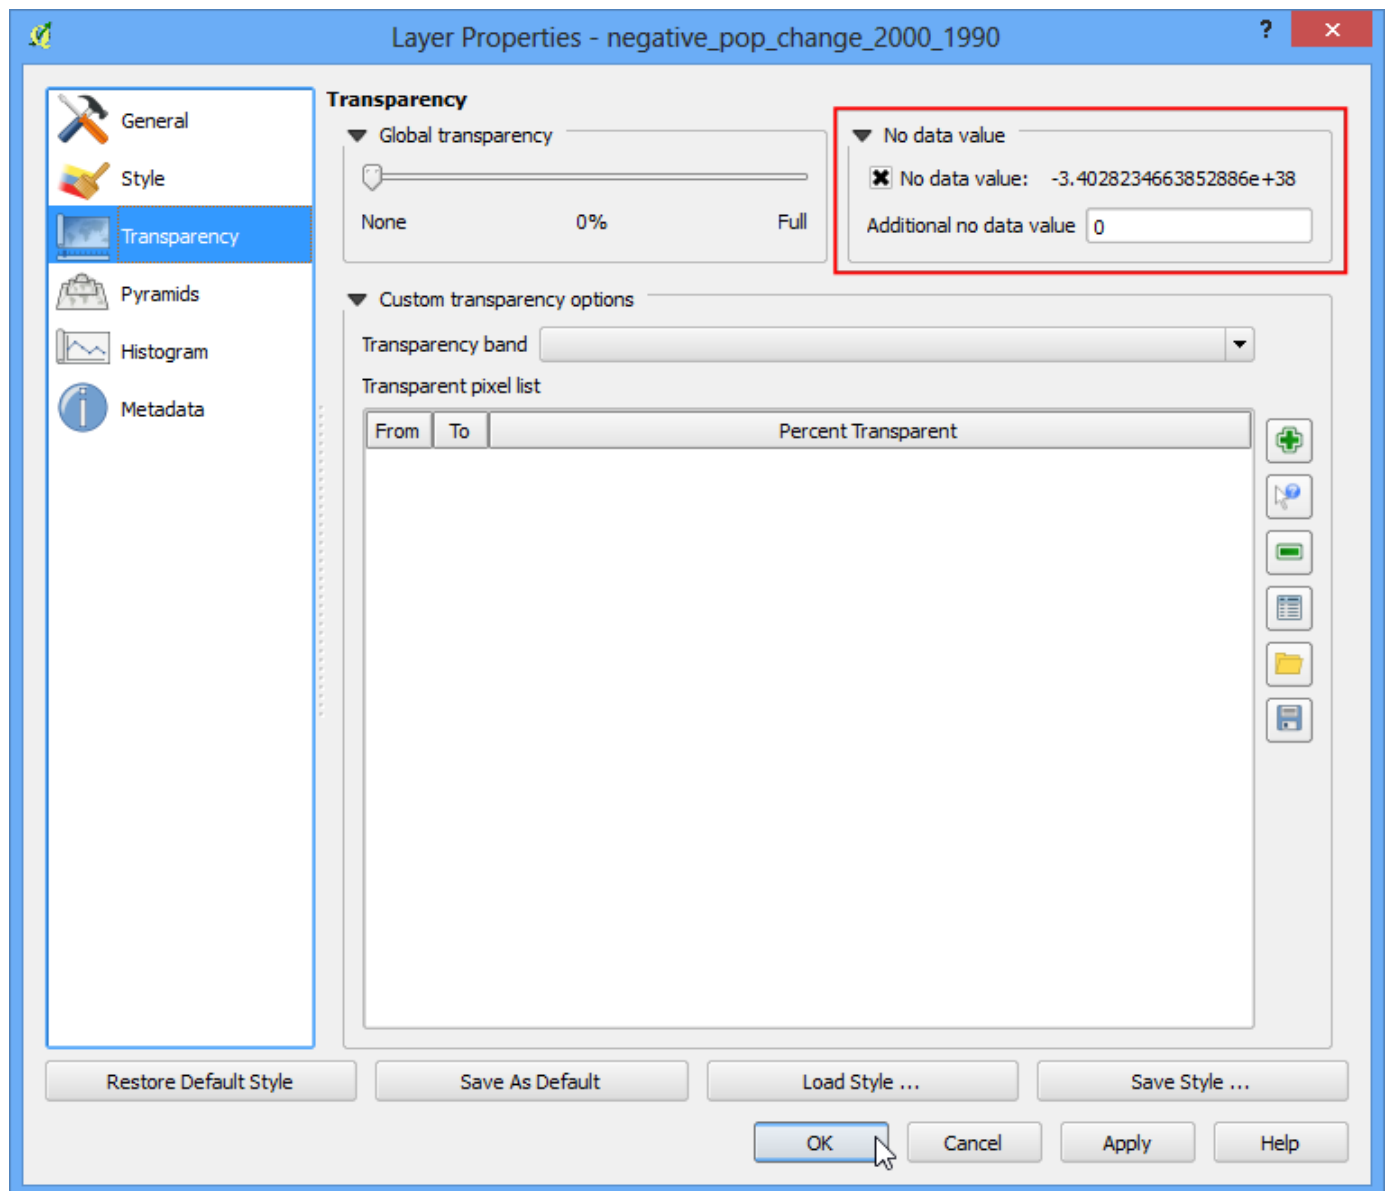 Layer Properties - negative_pop_change_2000_1990
?
General
Style
Transparency
Pyramids
Histogram
Metadata
Transparency
Global transparency
None 0% Full
No data value
No data value: -3.4028234663852886e+38
Additional no data value 0
Custom transparency options
Transparency band
Transparent pixel list
From To Percent Transparent
Restore Default Style Save As Default Load Style ... Save Style ...
OK Cancel Apply Help